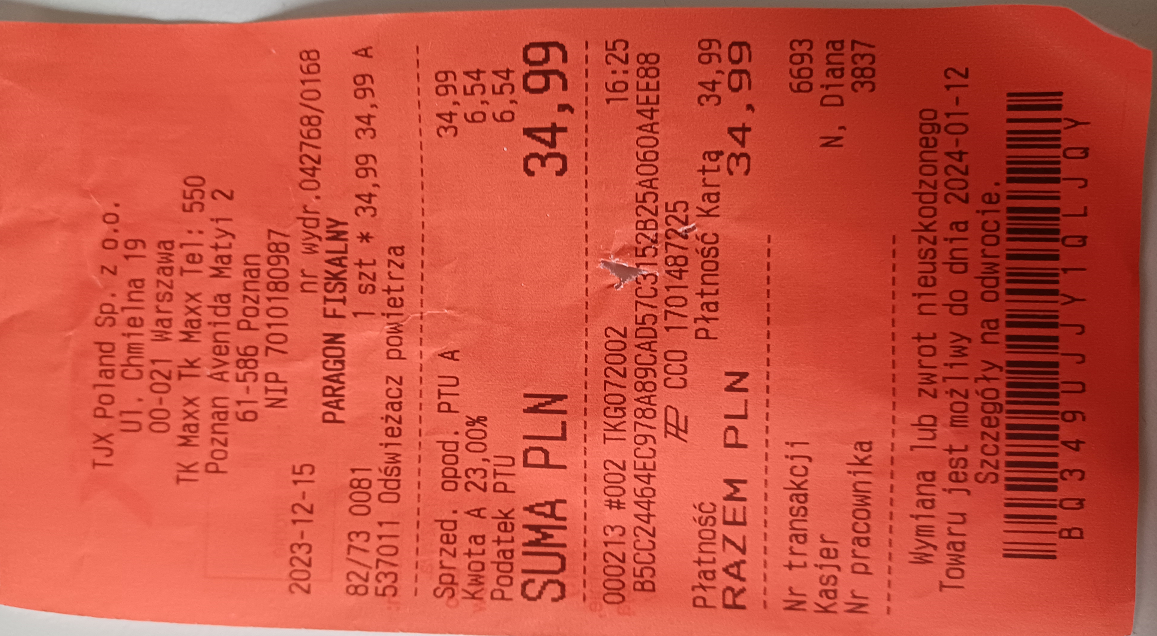 TJX Poland Sp. z o.o.
Ul. Chmielna 19
00-021 Warszawa
TK Maxx Tk Maxx Tel: 550
Poznan Avenida Matyi 2
61-586 Poznan
NIP 7010180987
2023-12-15 nr wydr.042768/0168
PARAGON FISKALNY
82/73 0081 1 szt * 34,99 34,99 A
537011 Odświeżacz powietrza
Sprzed. opod. PTU A 34,99
Kwota A 23,00% 6,54
Podatek PTU 6,54
SUMA PLN 34,99
000213 #002 TKG072002 16:25
B5DC24464EC978A89CAD57C3152B25A060A4EE88
CCO 1701487225
Płatność Płatność Kartą 34,99
RAZEM PLN 34,99
Nr transakcji 6693
Kasjer N, Diana
Nr pracownika 3837
Wymiana lub zwrot nieuszkodzonego
Towaru jest możliwy do dnia 2024-01-12
Szczegóły na odwrocie.
BQ349UJJY1QLJQY